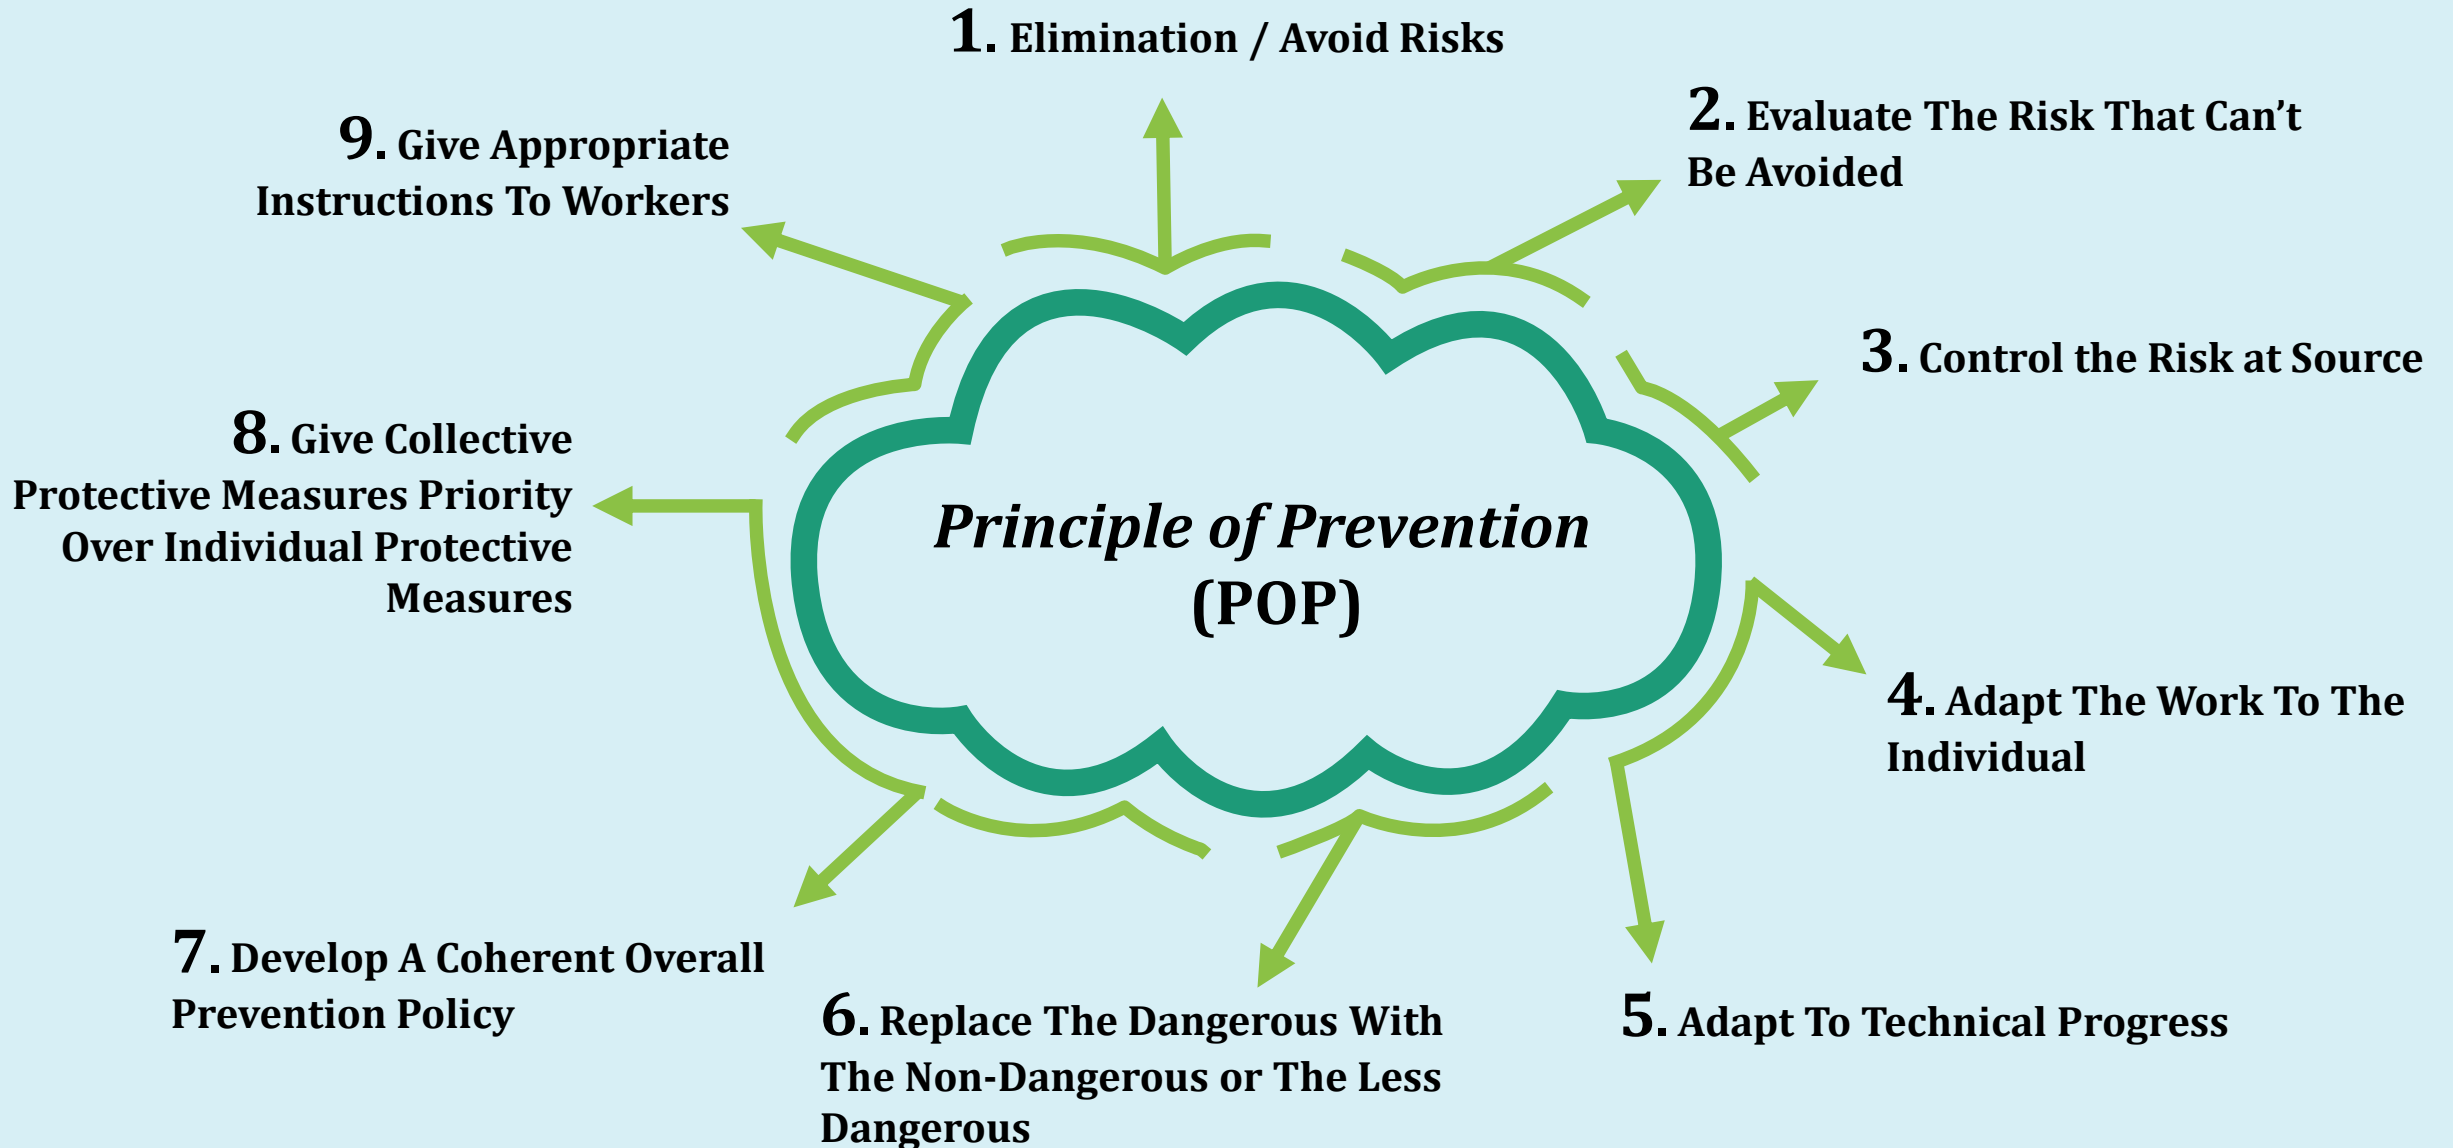 1. Elimination / Avoid Risks
2. Evaluate The Risk That Can’t
Be Avoided
3. Control the Risk at Source
4. Adapt The Work To The
Individual
5. Adapt To Technical Progress
6. Replace The Dangerous With
The Non-Dangerous or The Less
Dangerous
7. Develop A Coherent Overall
Prevention Policy
8. Give Collective
Protective Measures Priority
Over Individual Protective
Measures
9. Give Appropriate
Instructions To Workers
Principle of Prevention
(POP)